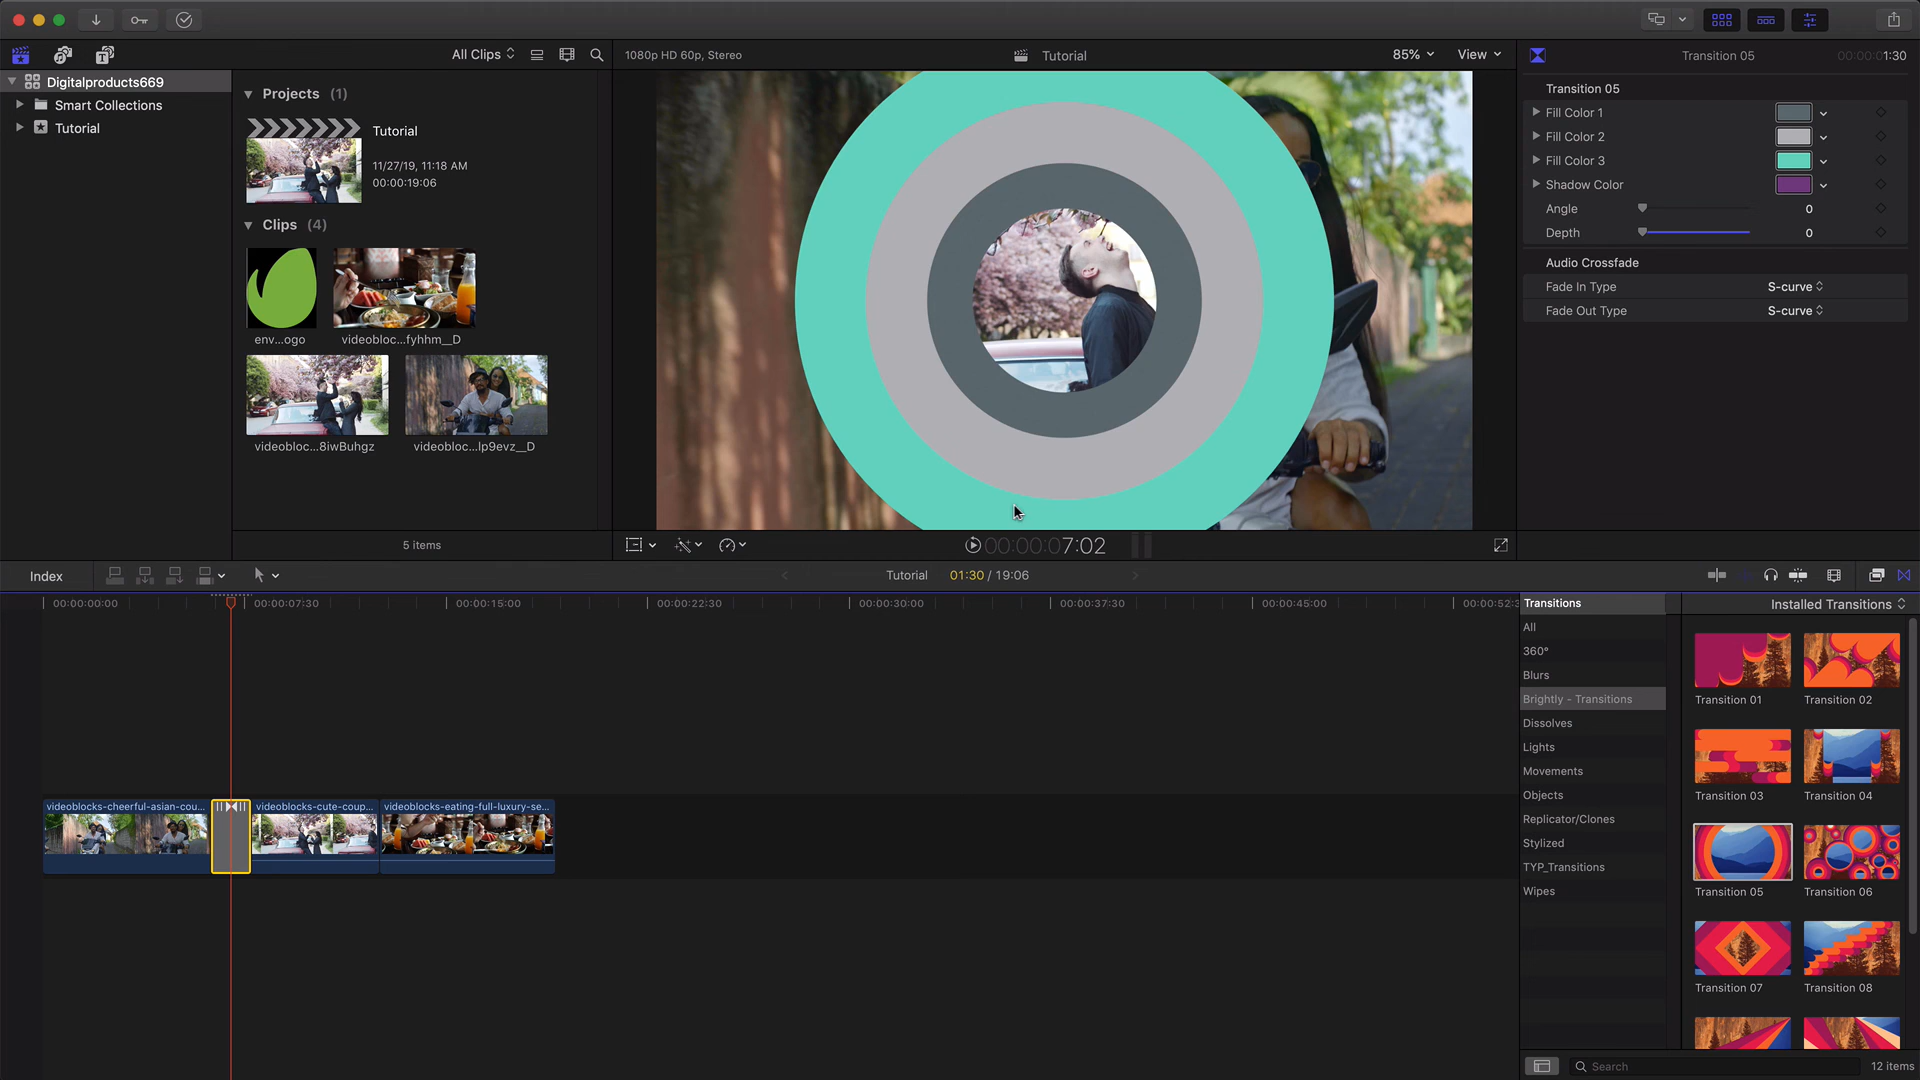 All Clips
1080p HD 60p, Stereo
Tutorial
85%
View
Transition 05
00:00:01:30
Digitalproducts669
Smart Collections
Tutorial
Projects (1)
Tutorial
11/27/19, 11:18 AM
00:00:19:06
Clips (4)
env...ogo
videobloc...fyhhm__D
videobloc...8iwBuhgz
videobloc...lp9evz__D
5 items
00:00:07:02
Transition 05
Fill Color 1
Fill Color 2
Fill Color 3
Shadow Color
Angle
0
Depth
0
Audio Crossfade
Fade In Type
S-curve
Fade Out Type
S-curve
Index
Tutorial
01:30 / 19:06
00:00:00:00
00:00:07:30
00:00:15:00
00:00:22:30
00:00:30:00
00:00:37:30
00:00:45:00
00:00:52:3
videoblocks-cheerful-asian-cou...
videoblocks-cute-coup...
videoblocks-eating-full-luxury-se...
Transitions
All
360°
Blurs
Brightly - Transitions
Dissolves
Lights
Movements
Objects
Replicator/Clones
Stylized
TYP_Transitions
Wipes
Installed Transitions
Transition 01
Transition 02
Transition 03
Transition 04
Transition 05
Transition 06
Transition 07
Transition 08
Search
12 items